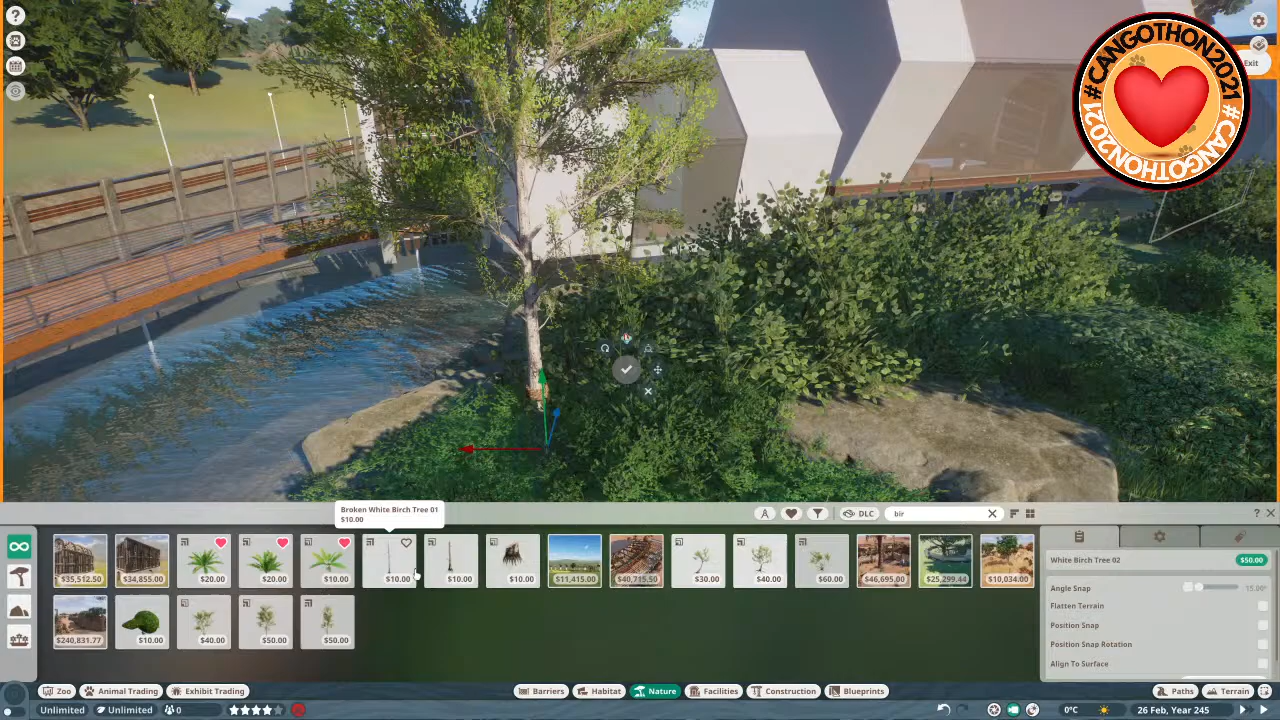 ?
#CANGOTHON2021
#CANGOTHON2021
Exit
Broken White Birch Tree 01
$10.00
DLC
bir
?
$35,512.50
$34,855.00
$20.00
$20.00
$10.00
$10.00
$10.00
$10.00
$11,415.00
$40,715.50
$30.00
$40.00
$60.00
$46,695.00
$25,299.44
$10,034.00
$240,831.77
$10.00
$40.00
$50.00
$50.00
White Birch Tree 02
$50.00
Angle Snap
15.00°
Flatten Terrain
Position Snap
Position Snap Rotation
Align To Surface
Zoo
Animal Trading
Exhibit Trading
Barriers
Habitat
Nature
Facilities
Construction
Blueprints
Paths
Terrain
Unlimited
Unlimited
0
0°C
26 Feb, Year 245